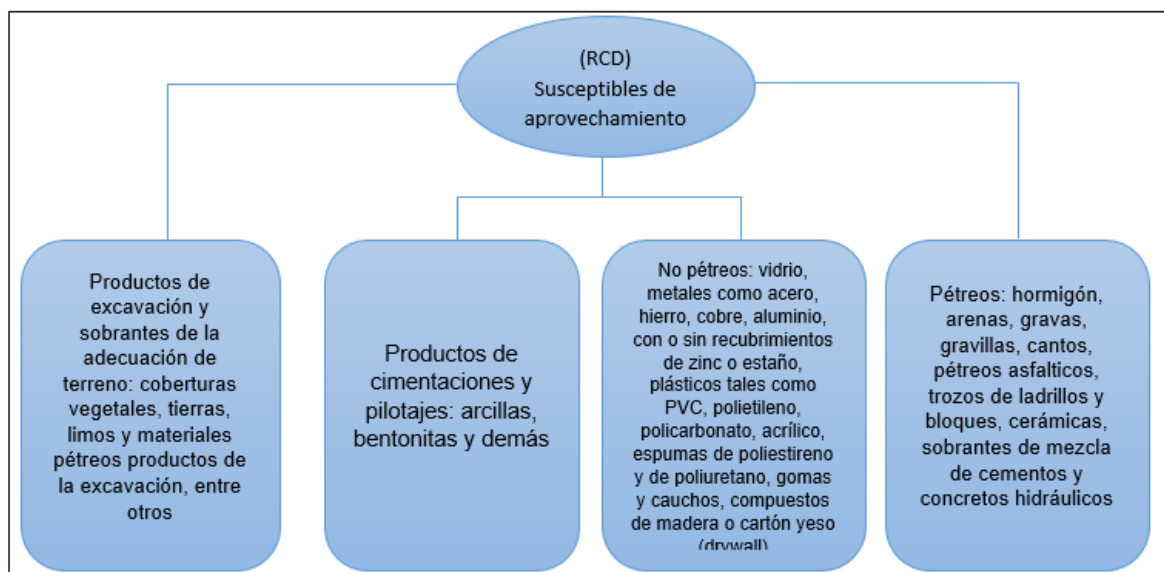 (RCD)
Susceptibles de
aprovechamiento
Productos de
excavación y
sobrantes de la
adecuación de
terreno: coberturas
vegetales, tierras,
limos y materiales
pétreos productos de
la excavación, entre
otros
Productos de
cimentaciones y
pilotajes: arcillas,
bentonitas y demás
No pétreos: vidrio,
metales como acero,
hierro, cobre, aluminio,
con o sin recubrimientos
de zinc o estaño,
plásticos tales como
PVC, polietileno,
policarbonato, acrílico,
espumas de poliestireno
y de poliuretano, gomas
y cauchos, compuestos
de madera o cartón yeso
(drywall)
Pétreos: hormigón,
arenas, gravas,
gravillas, cantos,
pétreos asfalticos,
trozos de ladrillos y
bloques, cerámicas,
sobrantes de mezcla
de cementos y
concretos hidráulicos